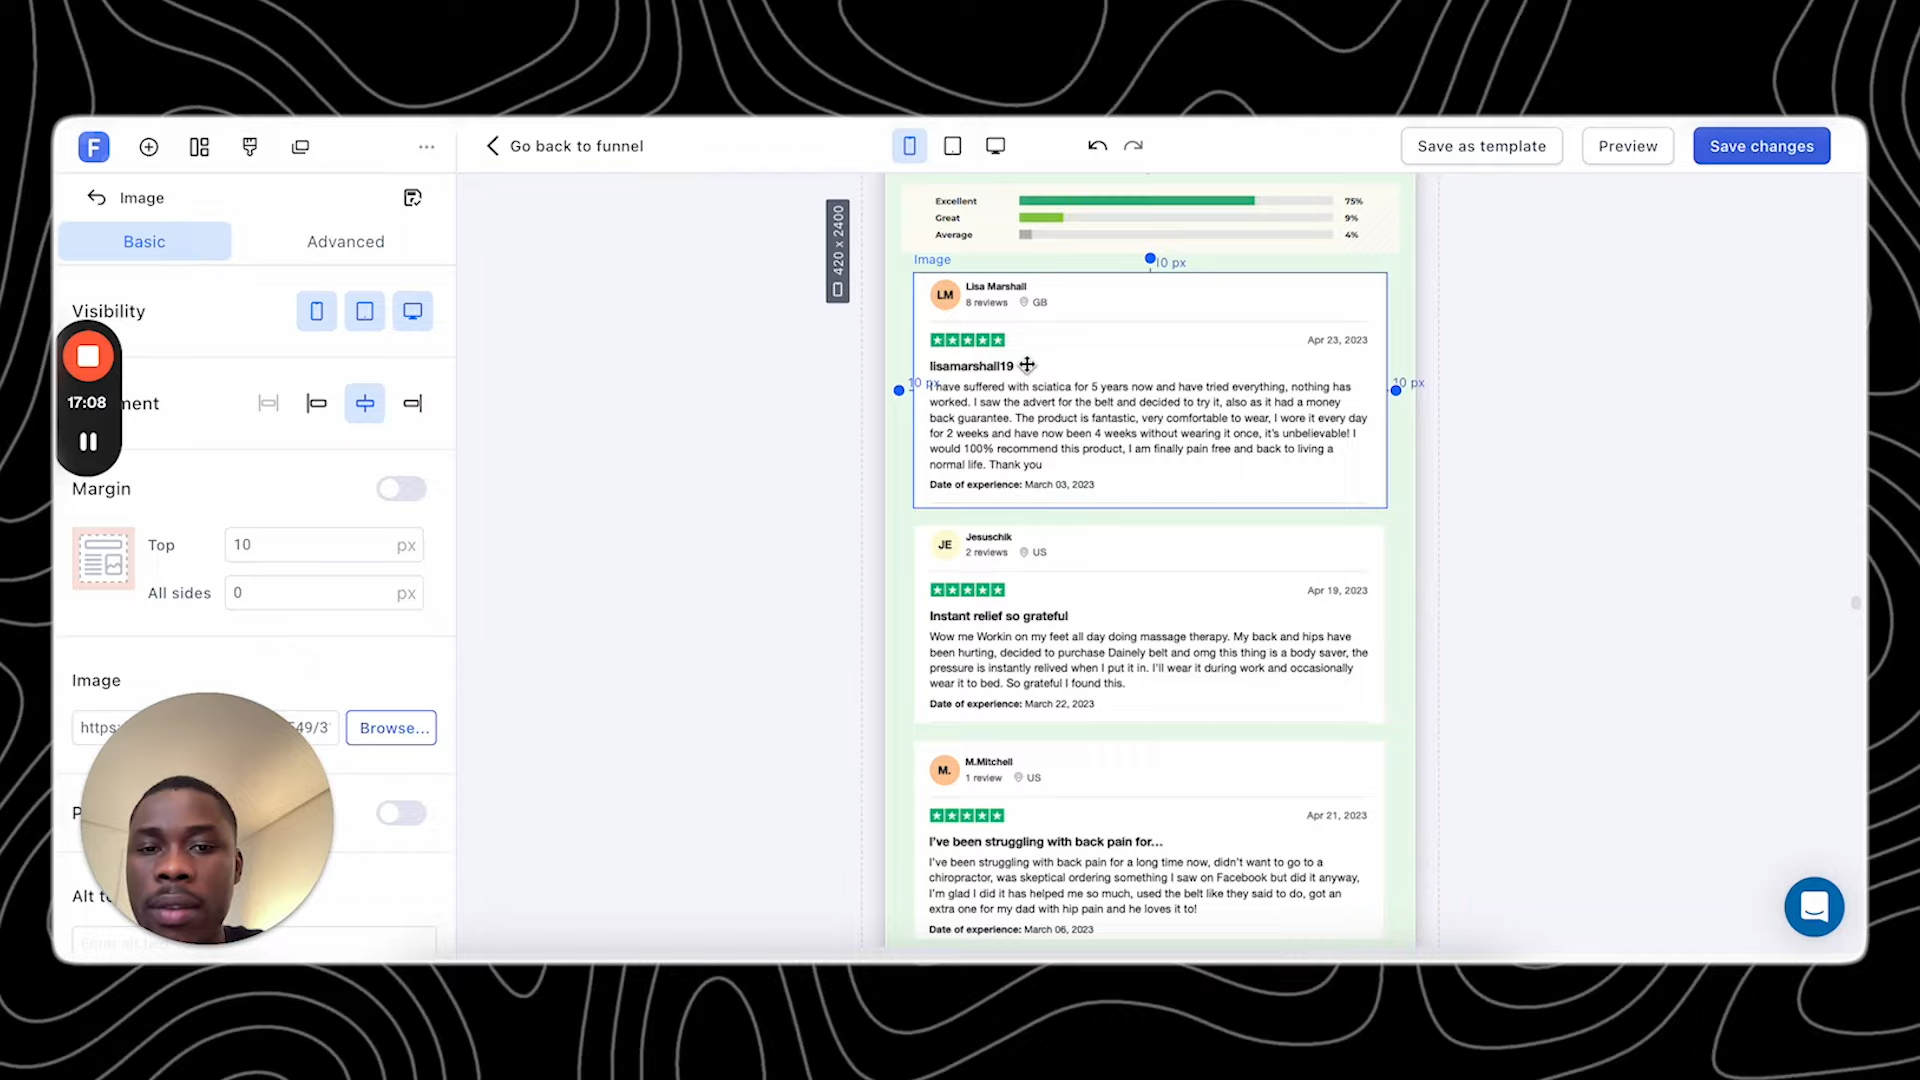 F
Go back to funnel
Save as template
Preview
Save changes
Image
Basic
Advanced
Visibility
17:08
ment
Margin
Top
10
px
All sides
0
px
Image
https:
549/3
Browse...
P
Alt t
420 x 2400
Excellent
75%
Great
9%
Average
4%
Image
10 px
LM
Lisa Marshall
8 reviews
GB
Apr 23, 2023
lisamarshall19
10 px
10 px
I have suffered with sciatica for 5 years now and have tried everything, nothing has
worked. I saw the advert for the belt and decided to try it, also as it had a money
back guarantee. The product is fantastic, very comfortable to wear, I wore it every day
for 2 weeks and have now been 4 weeks without wearing it once, it's unbelievable! I
would 100% recommend this product, I am finally pain free and back to living a
normal life. Thank you
Date of experience: March 03, 2023
JE
Jesuschik
2 reviews
US
Apr 19, 2023
Instant relief so grateful
Wow me Workin on my feet all day doing massage therapy. My back and hips have
been hurting, decided to purchase Dainely belt and omg this thing is a body saver, the
pressure is instantly relived when I put it in. I'll wear it during work and occasionally
wear it to bed. So grateful I found this.
Date of experience: March 22, 2023
M.
M.Mitchell
1 review
US
Apr 21, 2023
I've been struggling with back pain for...
I've been struggling with back pain for a long time now, didn't want to go to a
chiropractor, was skeptical ordering something I saw on Facebook but did it anyway,
I'm glad I did it has helped me so much, used the belt like they said to do, got an
extra one for my dad with hip pain and he loves it to!
Date of experience: March 06, 2023